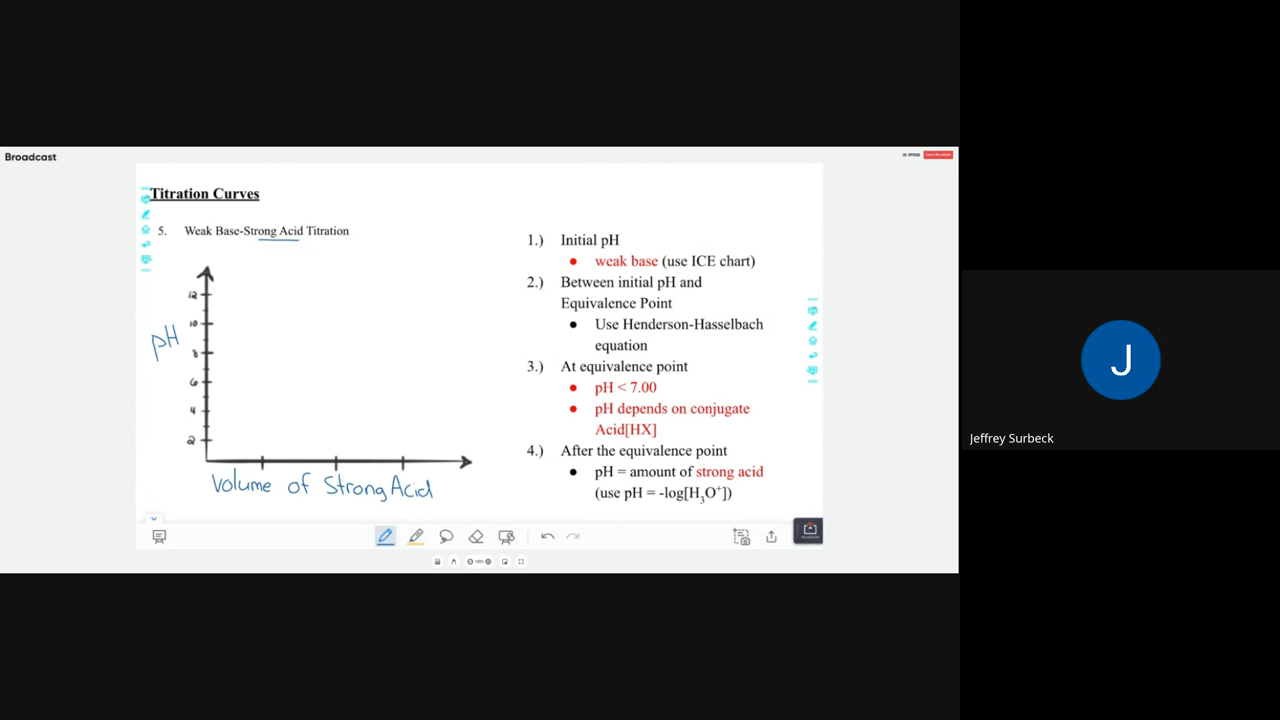 Broadcast
Titration Curves
5. Weak Base-Strong Acid Titration
12
10
8
6
4
2
pH
Volume of Strong Acid
1.) Initial pH
• weak base (use ICE chart)
2.) Between initial pH and
Equivalence Point
• Use Henderson-Hasselbach
equation
3.) At equivalence point
• pH < 7.00
• pH depends on conjugate
Acid[HX]
4.) After the equivalence point
• pH = amount of strong acid
(use pH = -log[H₃O⁺])
J
Jeffrey Surbeck